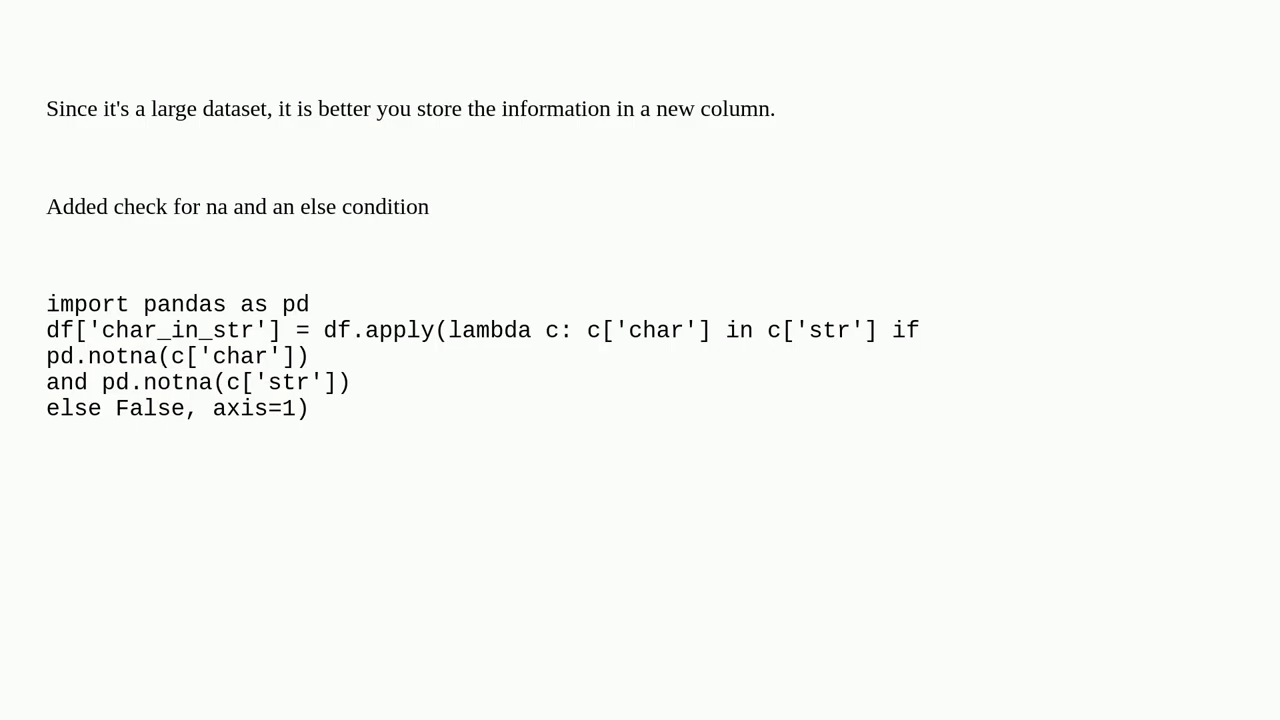 Since it's a large dataset, it is better you store the information in a new column.
Added check for na and an else condition
import pandas as pd
df['char_in_str'] = df.apply(lambda c: c['char'] in c['str'] if
pd.notna(c['char'])
and pd.notna(c['str'])
else False, axis=1)